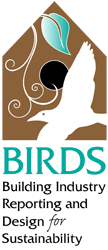 BIRDS
Building Industry
Reporting and
Design for
Sustainability